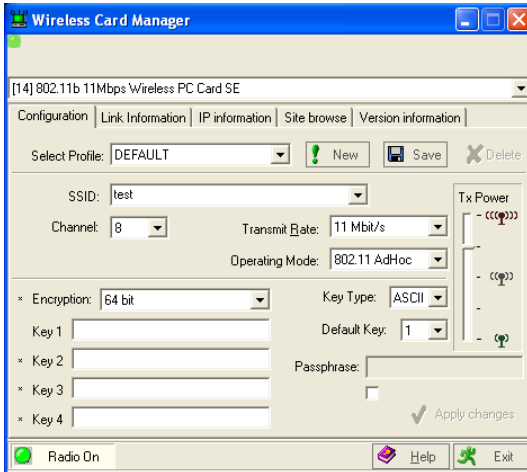 Wireless Card Manager
[14] 802.11b 11Mbps Wireless PC Card SE
Configuration Link Information IP information Site browse Version information
Select Profile: DEFAULT New Save Delete
SSID: test Tx Power
Channel: 8 Transmit Rate: 11 Mbit/s
Operating Mode: 802.11 AdHoc
* Encryption: 64 bit Key Type: ASCII
Key 1 Default Key: 1
* Key 2 Passphrase:
* Key 3
* Key 4 Apply changes
Radio On Help Exit